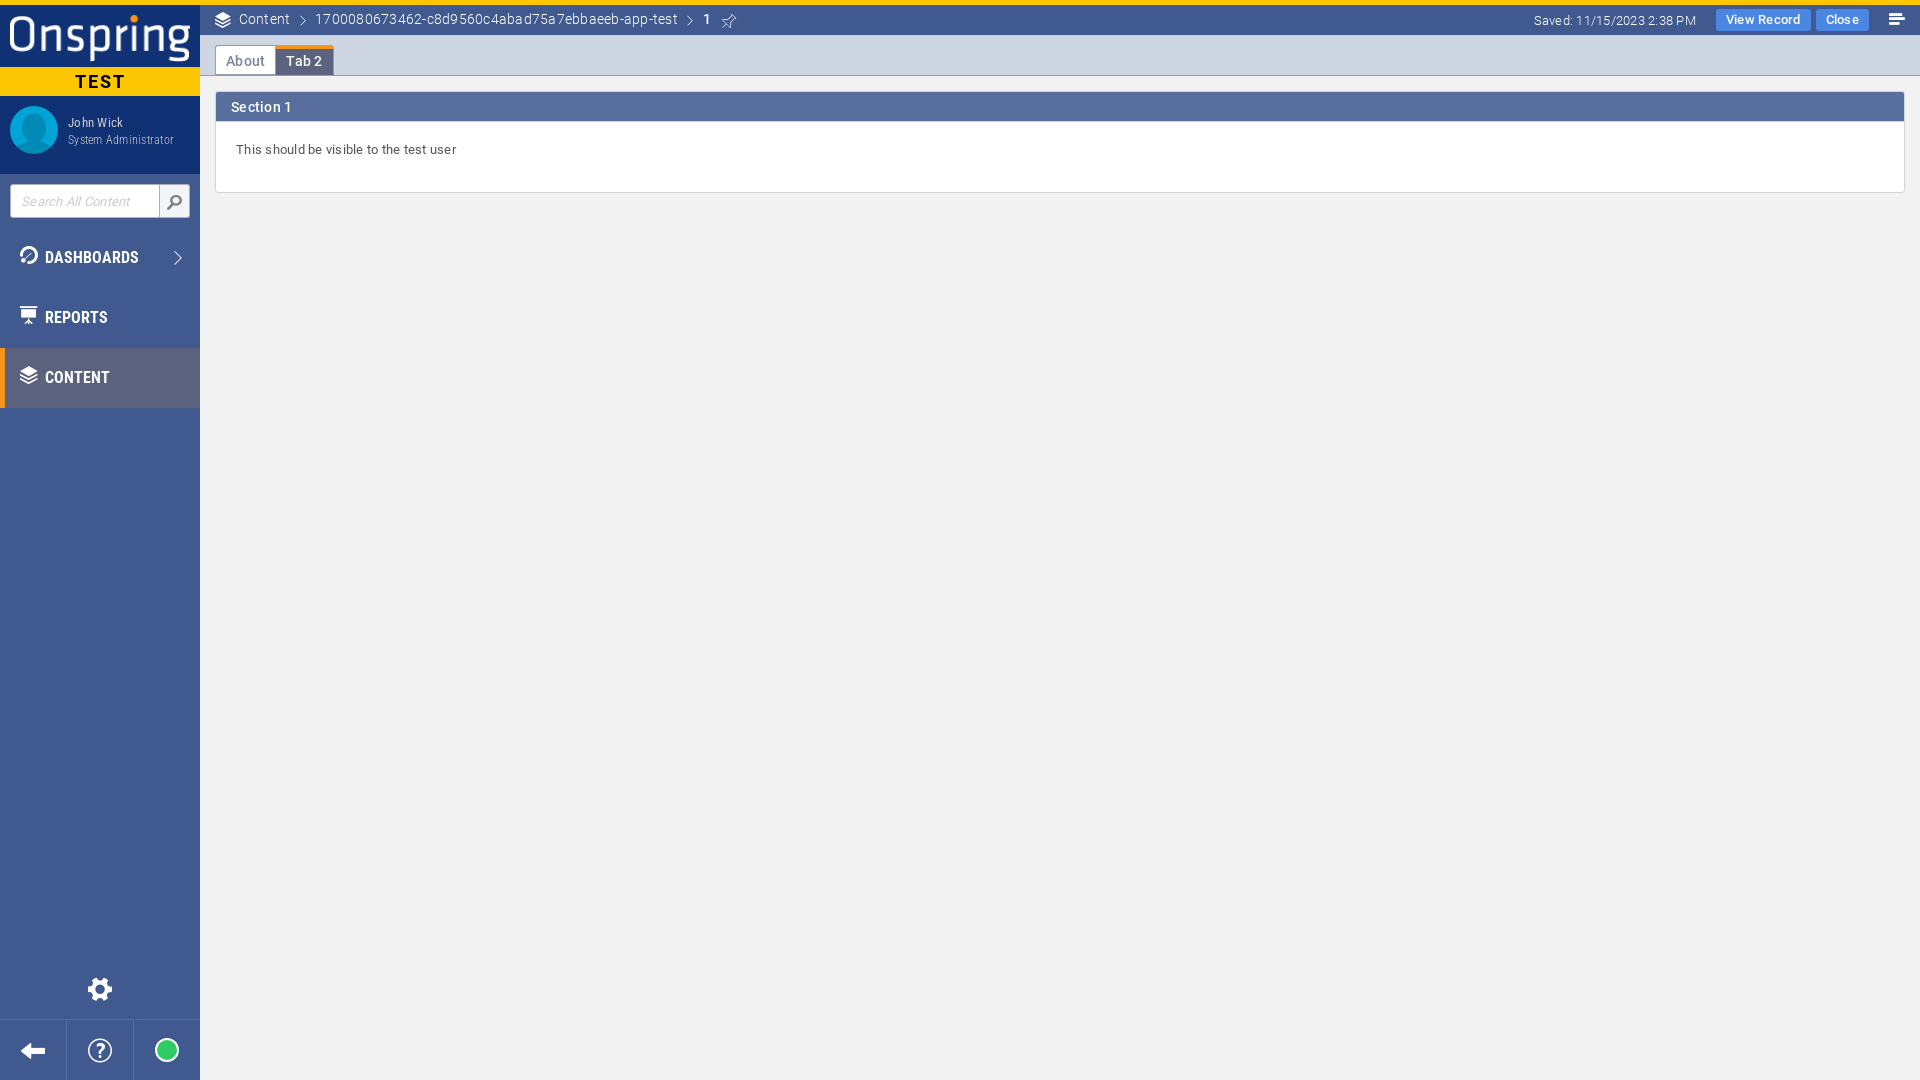 Onspring
TEST
John Wick
System Administrator
Search All Content
DASHBOARDS
REPORTS
CONTENT
Content 1700080673462-c8d9560c4abad75a7ebbaeeb-app-test 1
Saved: 11/15/2023 2:38 PM View Record Close
About Tab 2
Section 1
This should be visible to the test user